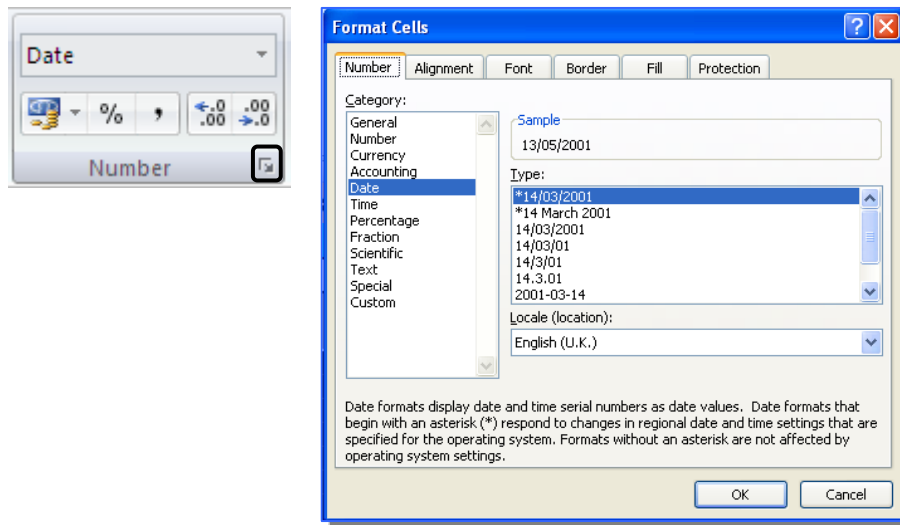 Date
% , .0 .00 .00 .0
Number
Format Cells
Number Alignment Font Border Fill Protection
Category:
General
Number
Currency
Accounting
Date
Time
Percentage
Fraction
Scientific
Text
Special
Custom
Sample
13/05/2001
Type:
*14/03/2001
*14 March 2001
14/03/2001
14/03/01
14/3/01
14.3.01
2001-03-14
Locale (location):
English (U.K.)
Date formats display date and time serial numbers as date values. Date formats that
begin with an asterisk (*) respond to changes in regional date and time settings that are
specified for the operating system. Formats without an asterisk are not affected by
operating system settings.
OK Cancel